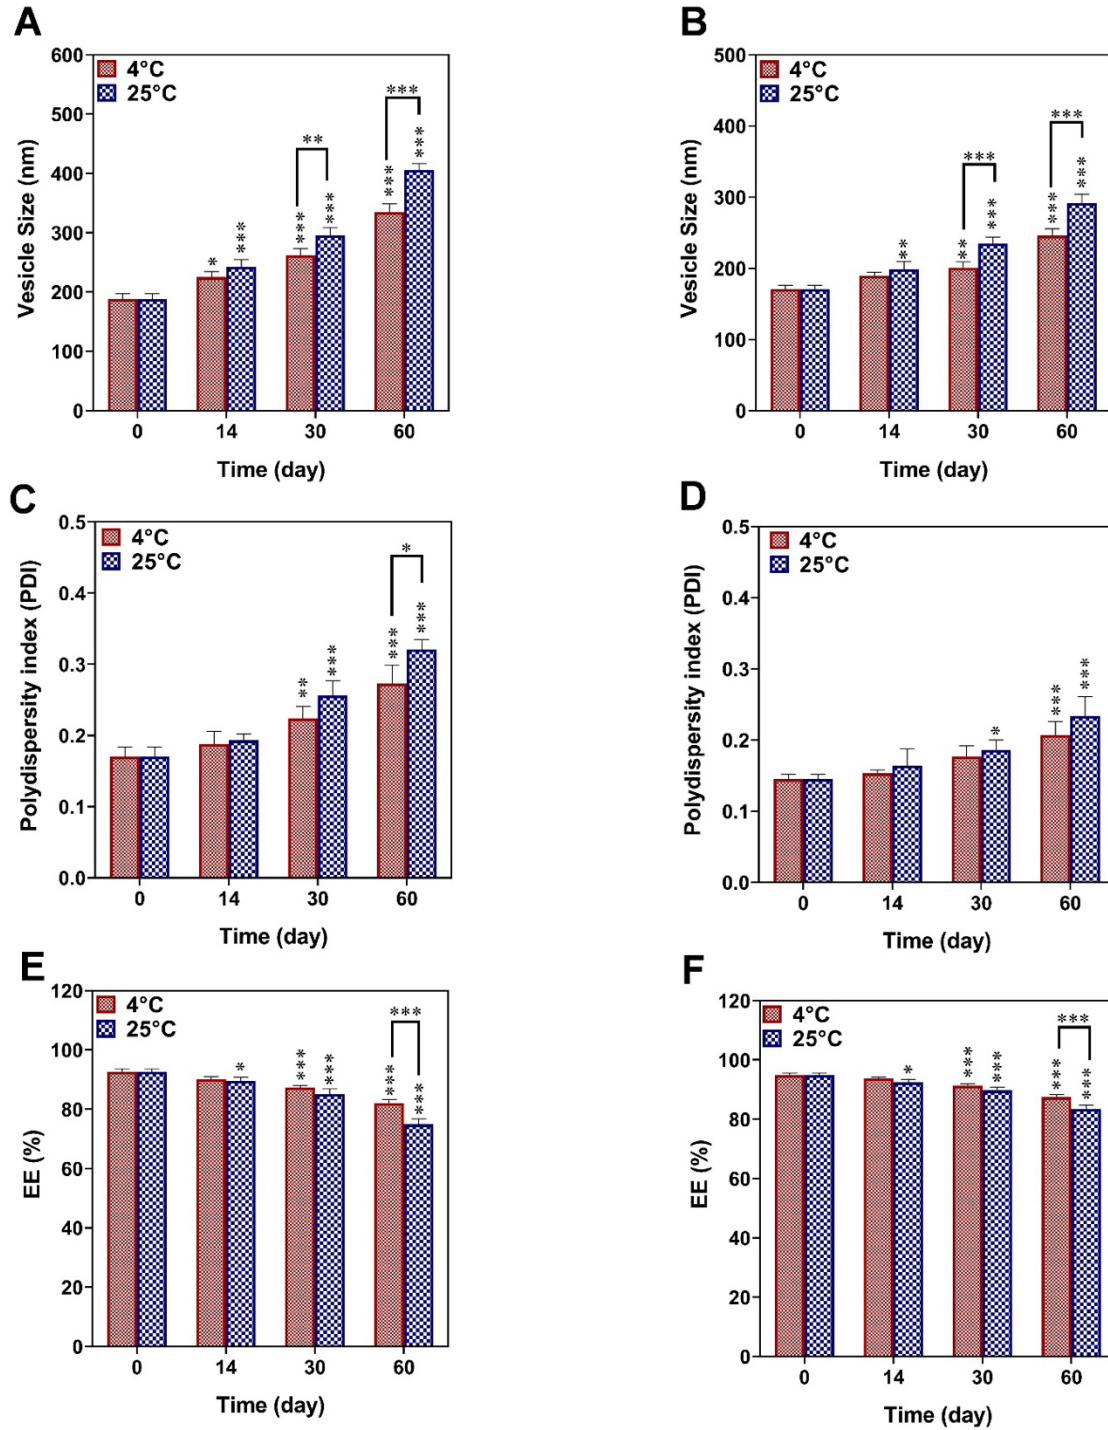 A
Vesicle Size (nm)
600
500
400
300
200
100
0
4°C
25°C
*
***
***
***
**
***
***
***
0 14 30 60
Time (day)
B
Vesicle Size (nm)
500
400
300
200
100
0
4°C
25°C
**
**
***
***
***
***
***
0 14 30 60
Time (day)
C
Polydispersity index (PDI)
0.5
0.4
0.3
0.2
0.1
0.0
4°C
25°C
**
***
***
***
*
0 14 30 60
Time (day)
D
Polydispersity index (PDI)
0.5
0.4
0.3
0.2
0.1
0.0
4°C
25°C
*
***
***
0 14 30 60
Time (day)
E
EE (%)
120
100
80
60
40
20
0
4°C
25°C
*
***
***
***
***
***
0 14 30 60
Time (day)
F
EE (%)
120
100
80
60
40
20
0
4°C
25°C
*
***
***
***
***
***
0 14 30 60
Time (day)